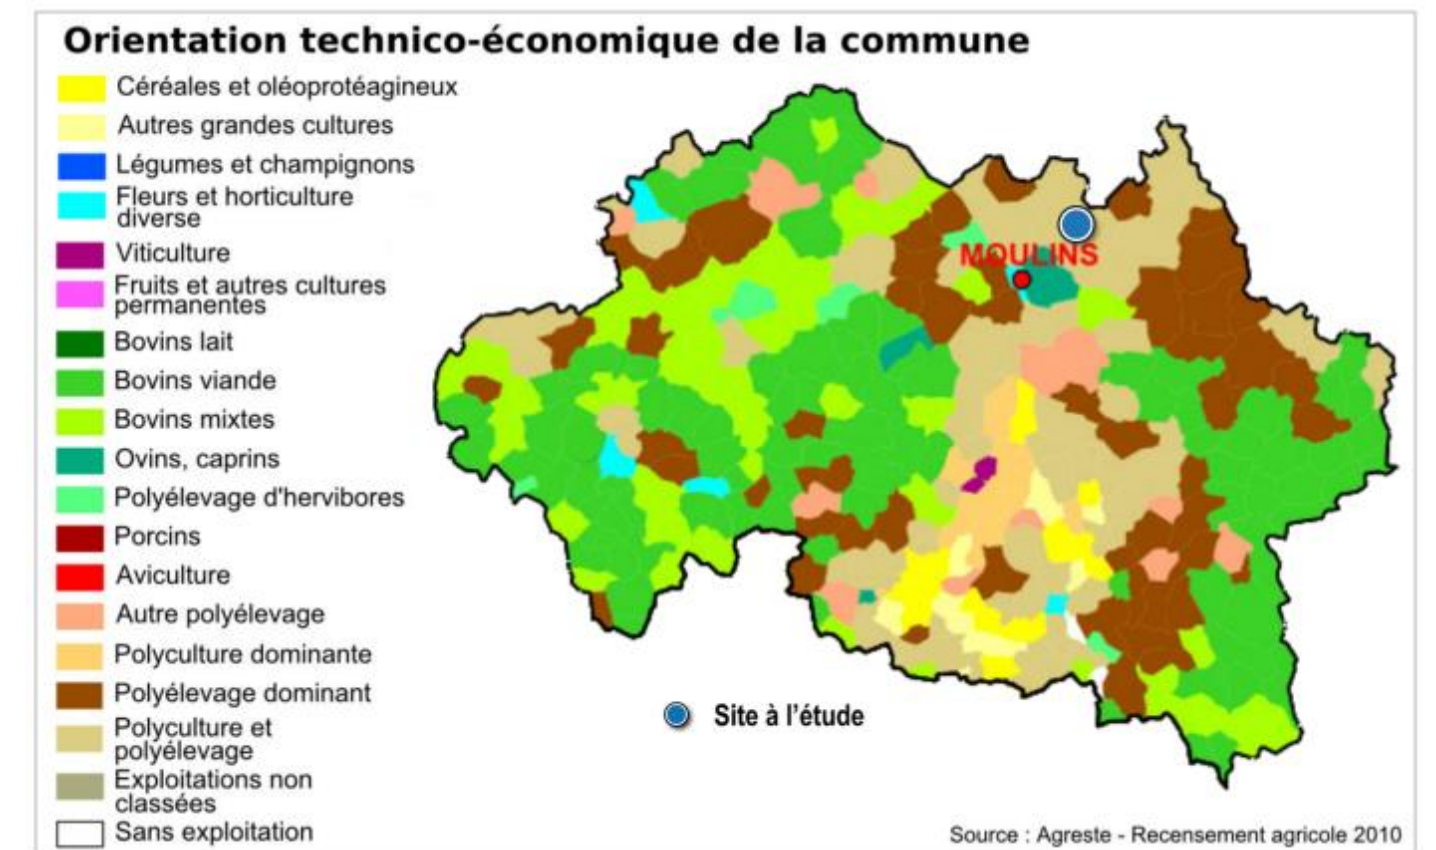 Orientation technico-économique de la commune
Céréales et oléoprotéagineux
Autres grandes cultures
Légumes et champignons
Fleurs et horticulture
diverse
Viticulture
Fruits et autres cultures
permanentes
Bovins lait
Bovins viande
Bovins mixtes
Ovins, caprins
Polyélevage d'hervibores
Porcins
Aviculture
Autre polyélevage
Polyculture dominante
Polyélevage dominant
Polyculture et
polyélevage
Exploitations non
classées
Sans exploitation
MOULINS
Site à l'étude
Source : Agreste - Recensement agricole 2010